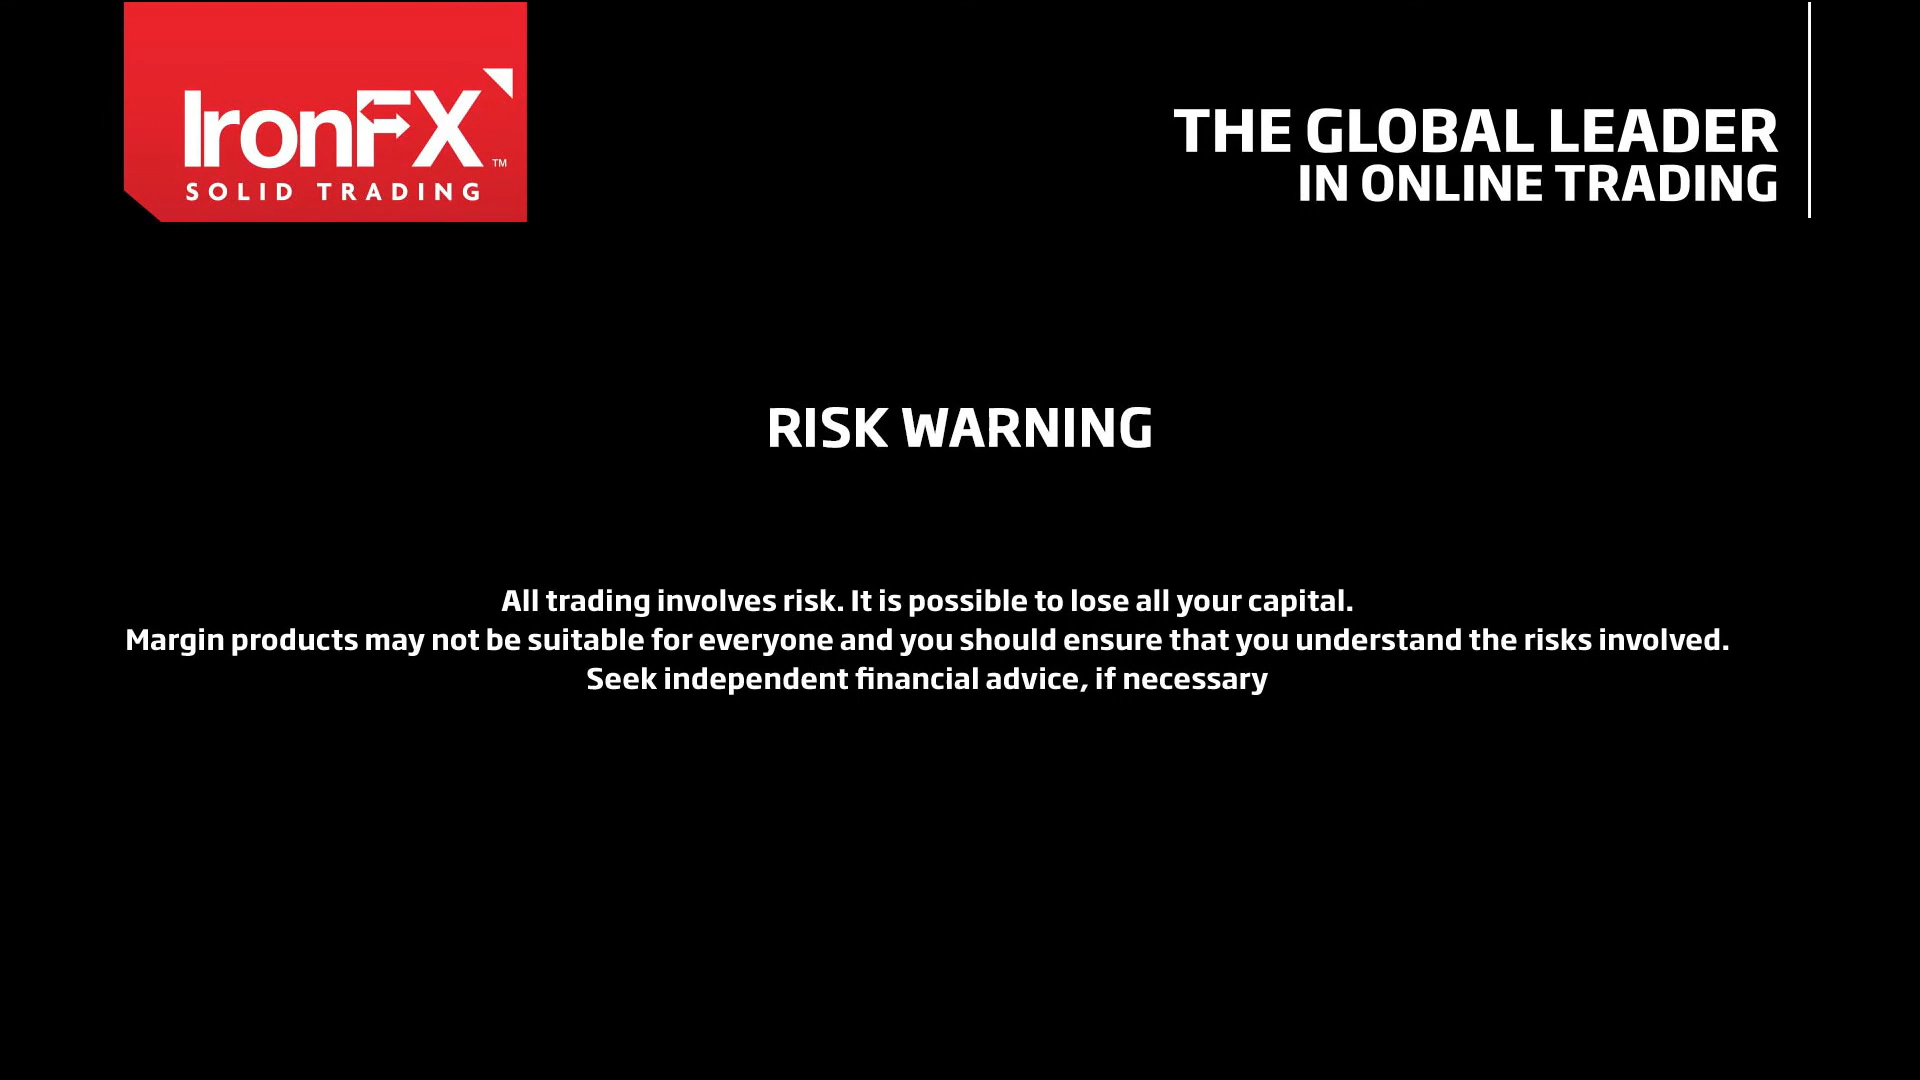 IronFX™
SOLID TRADING
THE GLOBAL LEADER
IN ONLINE TRADING
RISK WARNING
All trading involves risk. It is possible to lose all your capital.
Margin products may not be suitable for everyone and you should ensure that you understand the risks involved.
Seek independent financial advice, if necessary